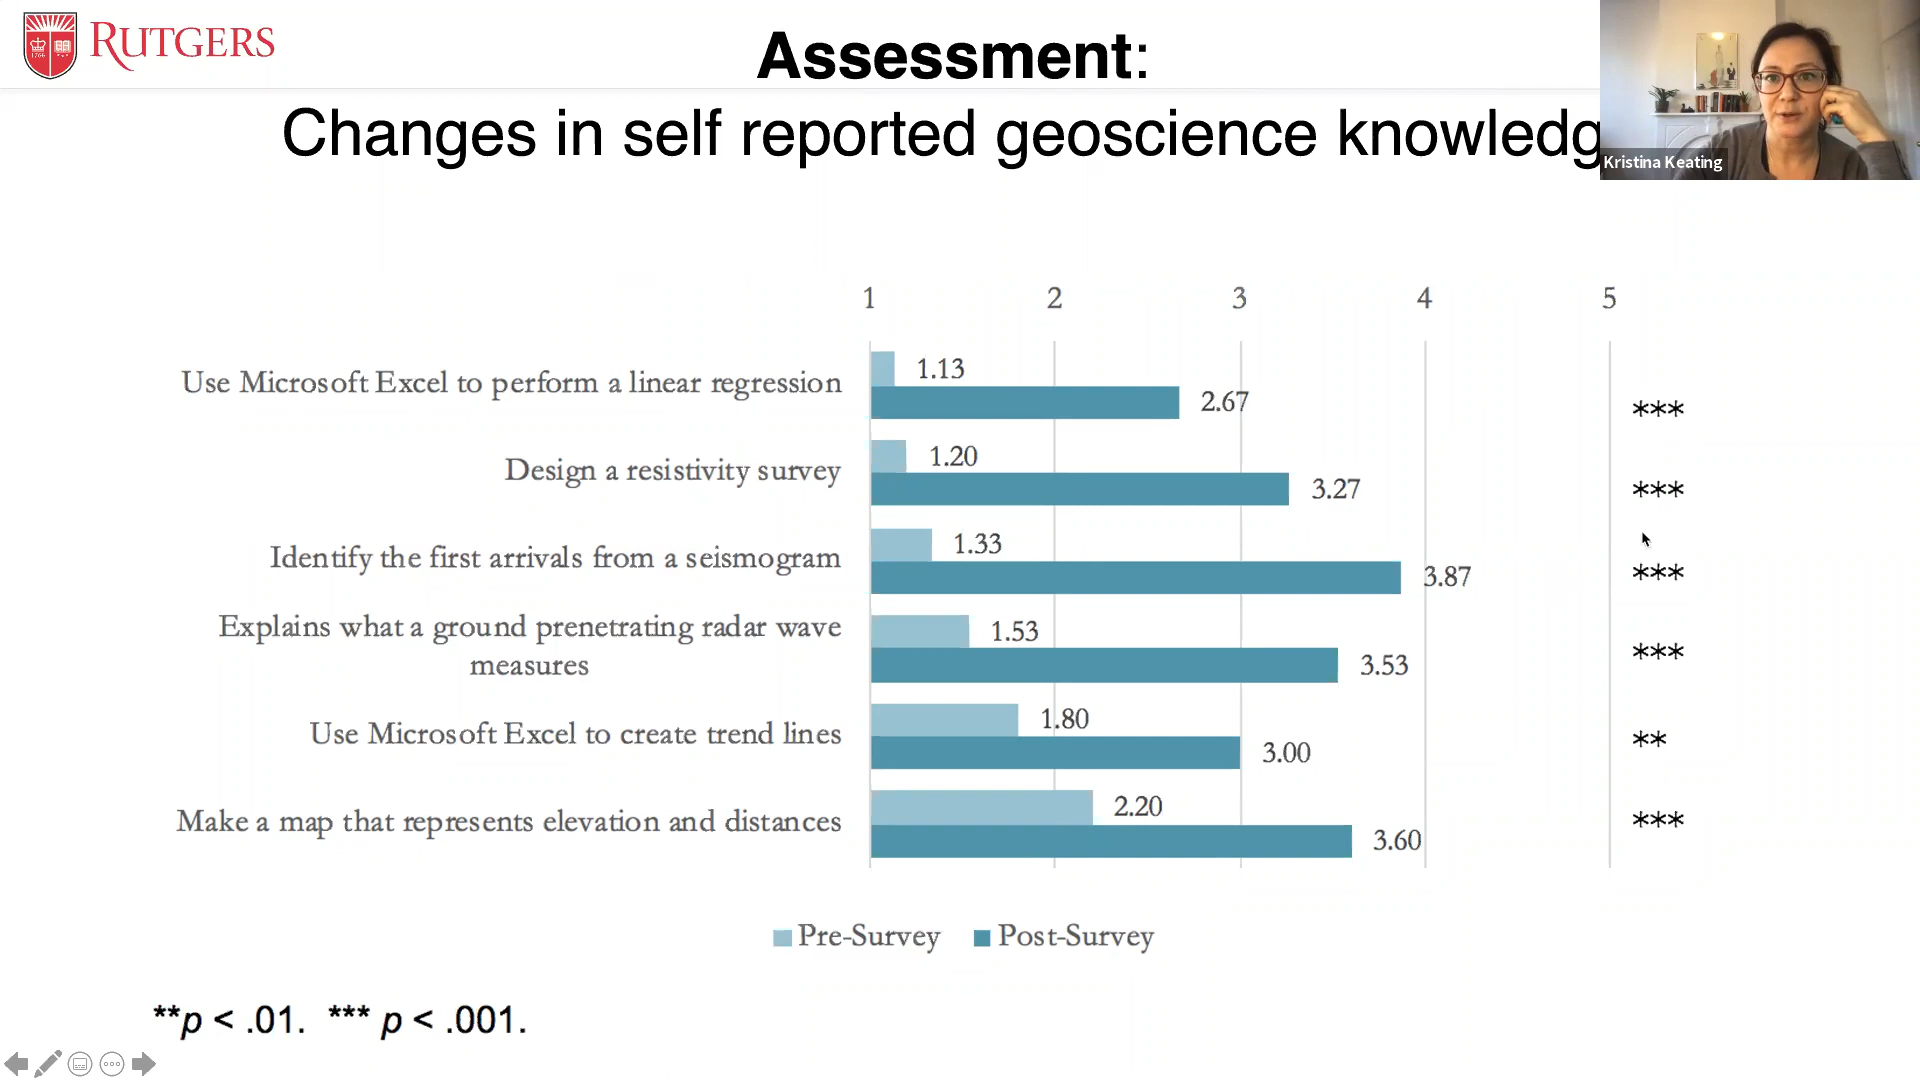 RUTGERS
1766
Assessment:
Changes in self reported geoscience knowledg
Kristina Keating
1 2 3 4 5
Use Microsoft Excel to perform a linear regression
1.13
2.67
***
Design a resistivity survey
1.20
3.27
***
Identify the first arrivals from a seismogram
1.33
3.87
***
Explains what a ground prenetrating radar wave
measures
1.53
3.53
***
Use Microsoft Excel to create trend lines
1.80
3.00
**
Make a map that represents elevation and distances
2.20
3.60
***
Pre-Survey Post-Survey
**p < .01. *** p < .001.